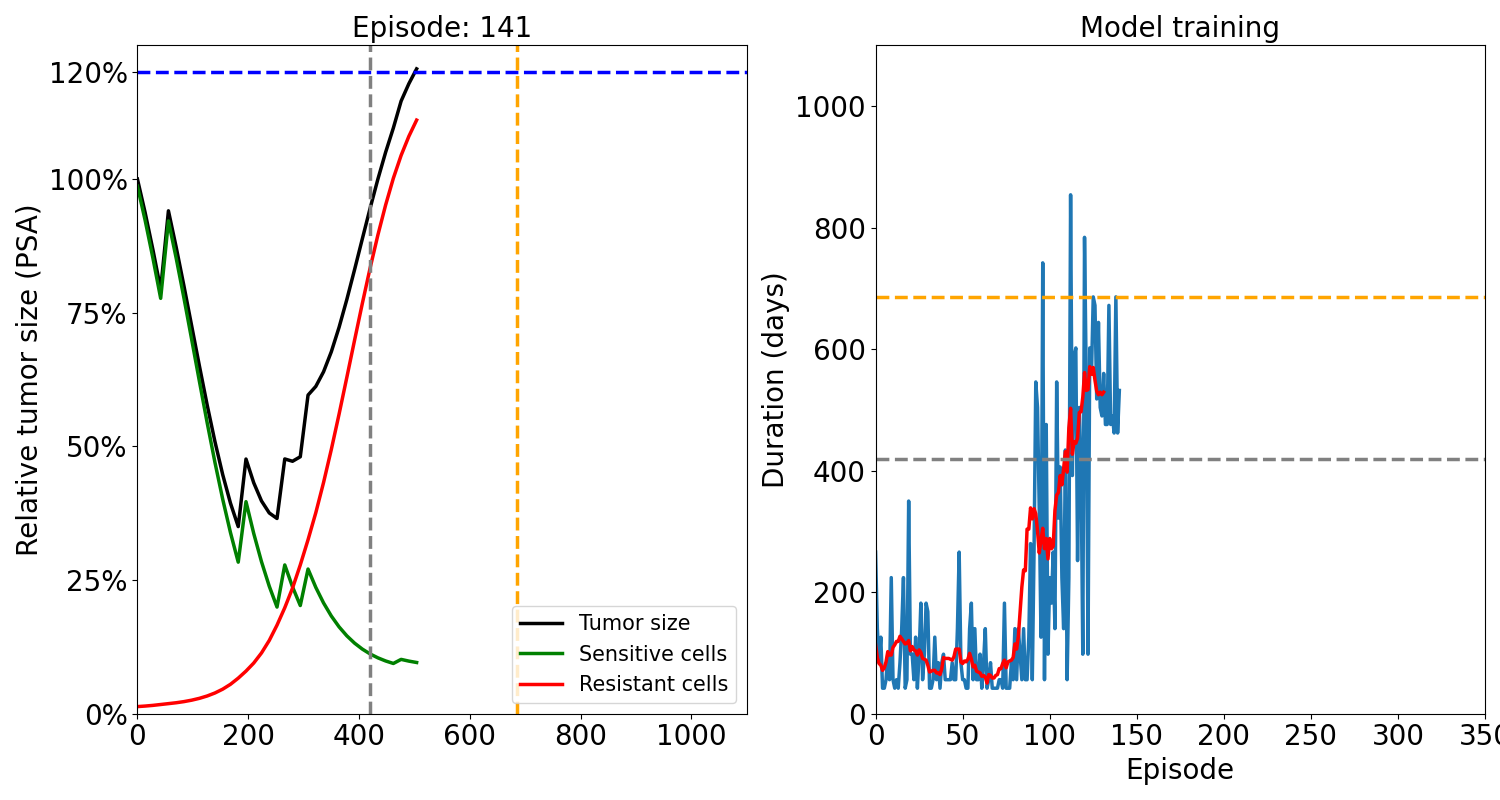 Episode: 141
Relative tumor size (PSA)
120%
100%
75%
50%
25%
0%
0 200 400 600 800 1000
Tumor size
Sensitive cells
Resistant cells
Model training
Duration (days)
1000
800
600
400
200
0
0 50 100 150 200 250 300 350
Episode